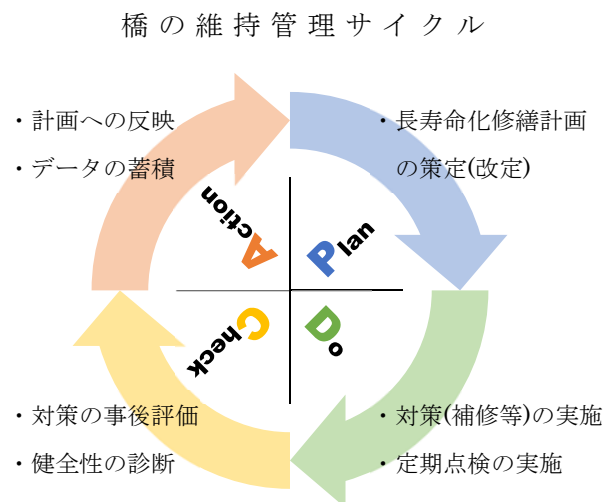 橋の維持管理サイクル
・計画への反映
・データの蓄積
・長寿命化修繕計画
の策定(改定)
Action
Plan
Check
Do
・対策の事後評価
・健全性の診断
・対策(補修等)の実施
・定期点検の実施